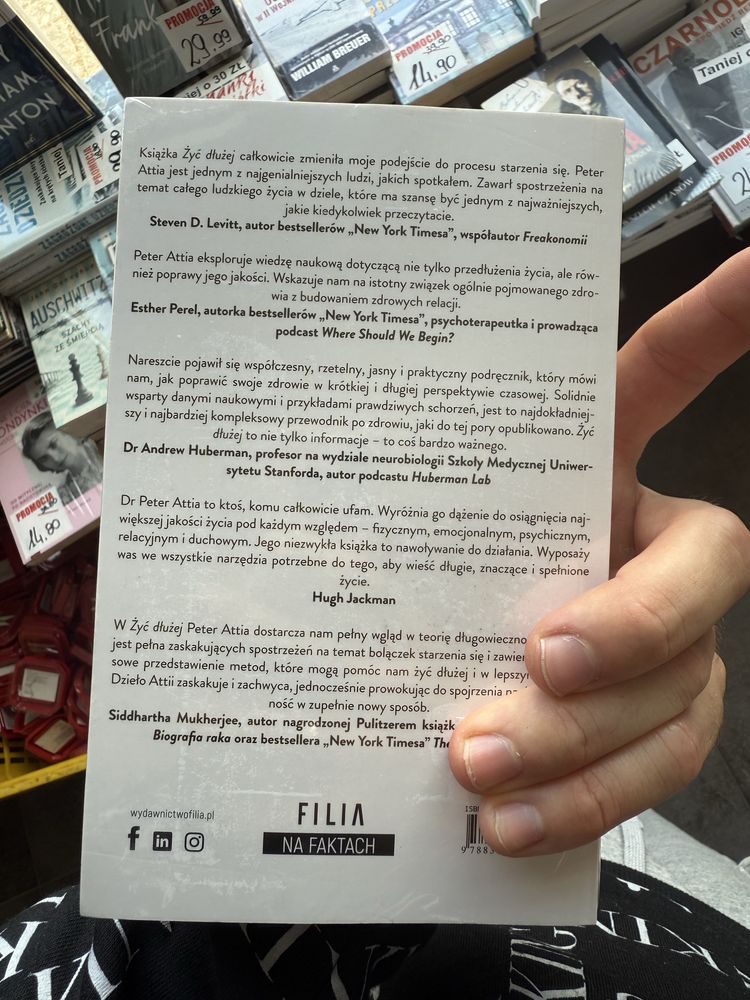 Frank
PROMOCJA
59.99
29.99
WILLIAM BREUER
PROMOCJA
39.90
14.90
Taniej o
AUSCHWITZ
SZACHY
ZE ŚMIERCIĄ
PROMOCJA
14.90
Książka Żyć dłużej całkowicie zmieniła moje podejście do procesu starzenia się. Peter
Attia jest jednym z najgenialniejszych ludzi, jakich spotkałem. Zawarł spostrzeżenia na
temat całego ludzkiego życia w dziele, które ma szansę być jednym z najważniejszych,
jakie kiedykolwiek przeczytacie.
Steven D. Levitt, autor bestsellerów „New York Timesa”, współautor Freakonomii
Peter Attia eksploruje wiedzę naukową dotyczącą nie tylko przedłużenia życia, ale rów-
nież poprawy jego jakości. Wskazuje nam na istotny związek ogólnie pojmowanego zdro-
wia z budowaniem zdrowych relacji.
Esther Perel, autorka bestsellerów „New York Timesa”, psychoterapeutka i prowadząca
podcast Where Should We Begin?
Nareszcie pojawił się współczesny, rzetelny, jasny i praktyczny podręcznik, który mówi
nam, jak poprawić swoje zdrowie w krótkiej i długiej perspektywie czasowej. Solidnie
wsparty danymi naukowymi i przykładami prawdziwych schorzeń, jest to najdokładniej-
szy i najbardziej kompleksowy przewodnik po zdrowiu, jaki do tej pory opublikowano. Żyć
dłużej to nie tylko informacje – to coś bardzo ważnego.
Dr Andrew Huberman, profesor na wydziale neurobiologii Szkoły Medycznej Uniwer-
sytetu Stanforda, autor podcastu Huberman Lab
Dr Peter Attia to ktoś, komu całkowicie ufam. Wyróżnia go dążenie do osiągnięcia naj-
większej jakości życia pod każdym względem – fizycznym, emocjonalnym, psychicznym,
relacyjnym i duchowym. Jego niezwykła książka to nawoływanie do działania. Wyposaży
was we wszystkie narzędzia potrzebne do tego, aby wieść długie, znaczące i spełnione
życie.
Hugh Jackman
W Żyć dłużej Peter Attia dostarcza nam pełny wgląd w teorię
jest pełna zaskakujących spostrzeżeń na temat bolączek starzenia się i
sowe przedstawienie metod, które mogą pomóc nam żyć dłużej i w
Dzieło Attii zaskakuje i zachwyca, jednocześnie prowokując do spojrzenia
ność w zupełnie nowy sposób.
Siddhartha Mukherjee, autor nagrodzonej Pulitzerem
Biografia raka oraz bestsellera „New York Timesa”
wydawnictwofilia.pl
FILIA
NA FAKTACH
ISBN